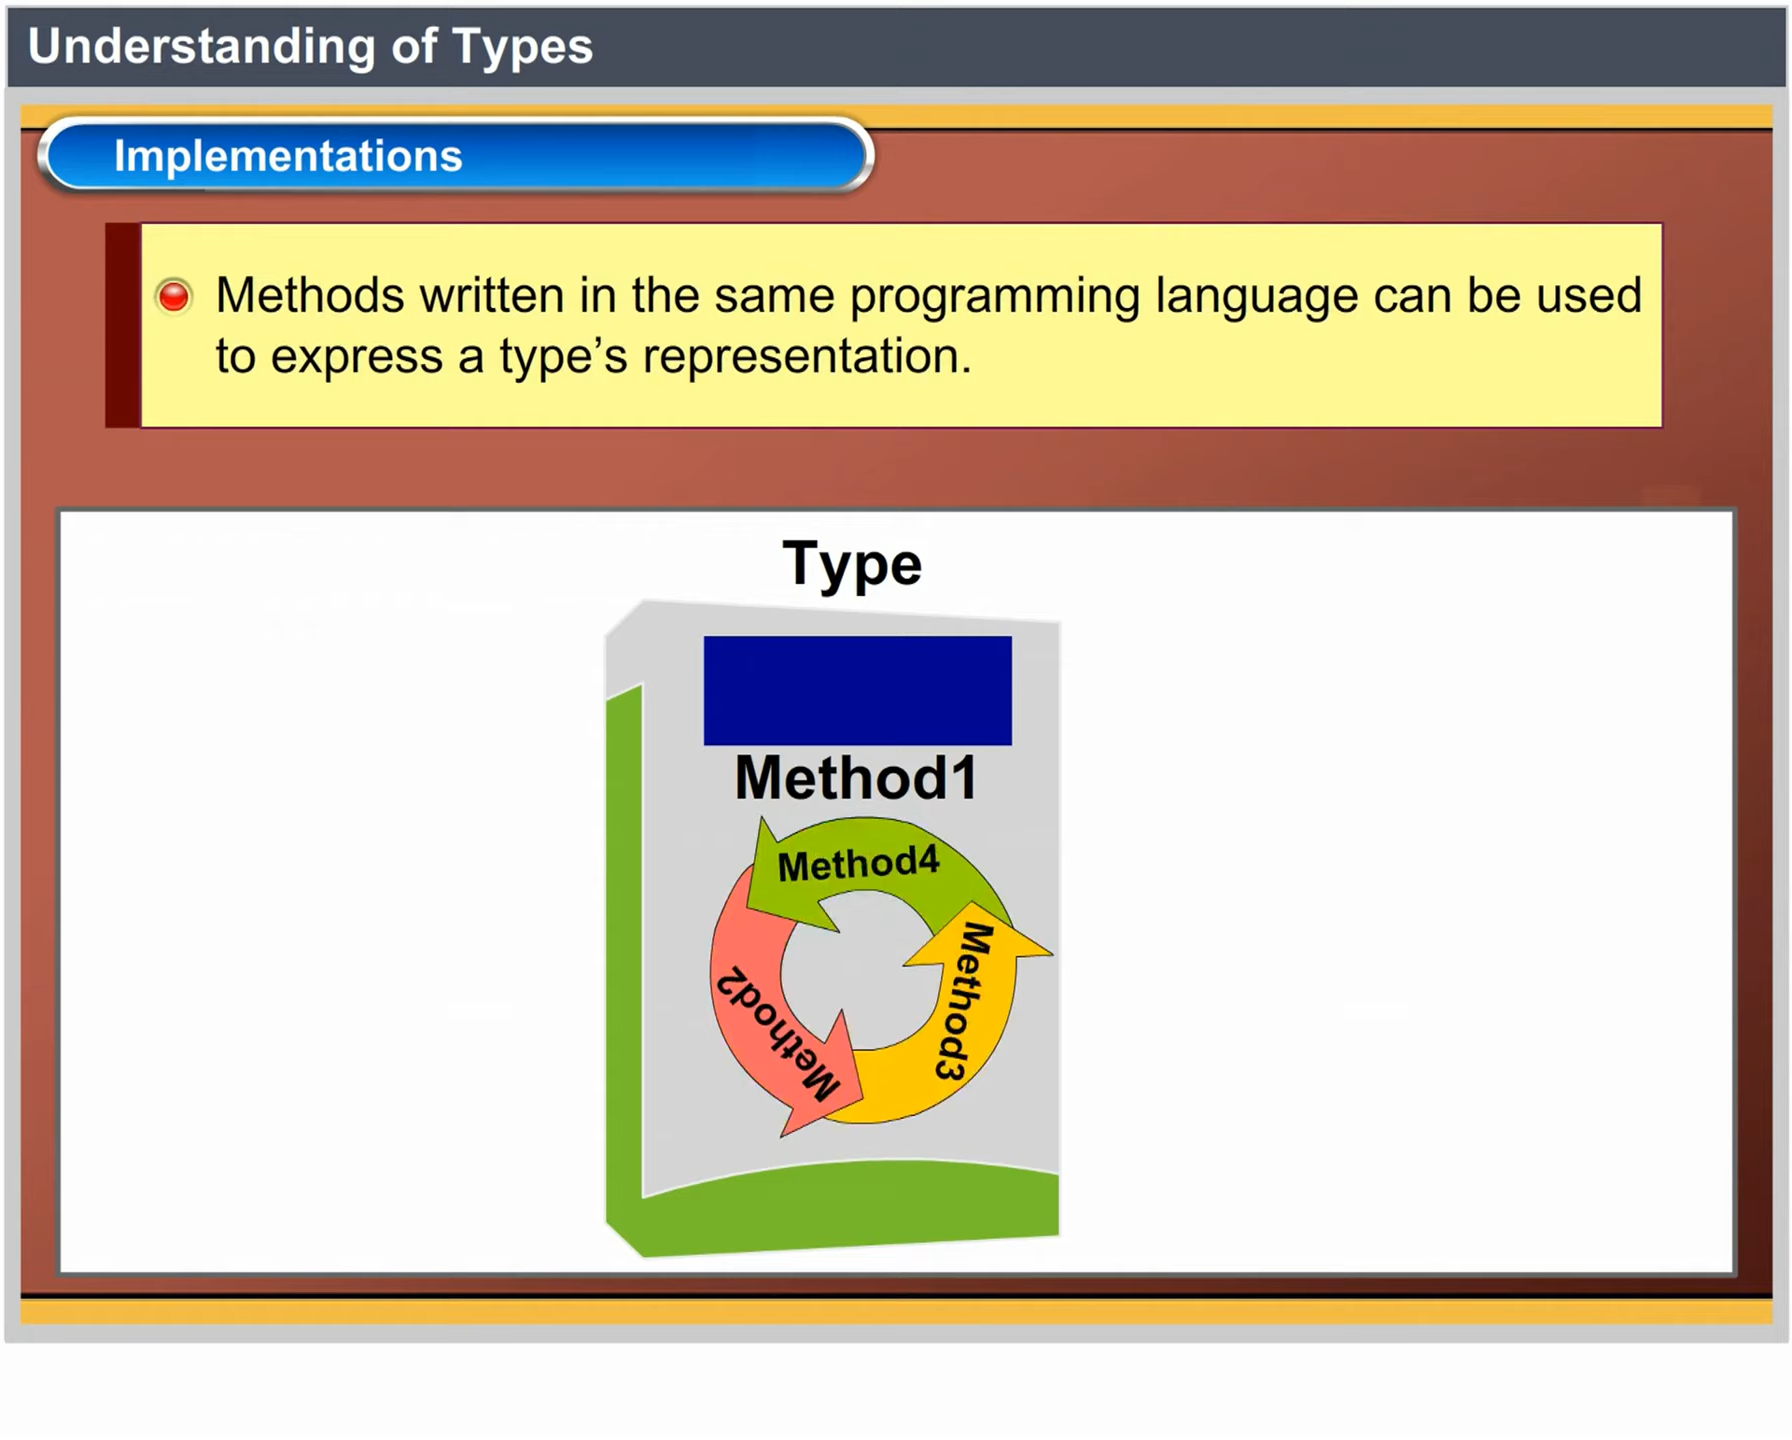 Understanding of Types
Implementations
Methods written in the same programming language can be used
to express a type’s representation.
Type
Method1
Method4
Method2
Method3